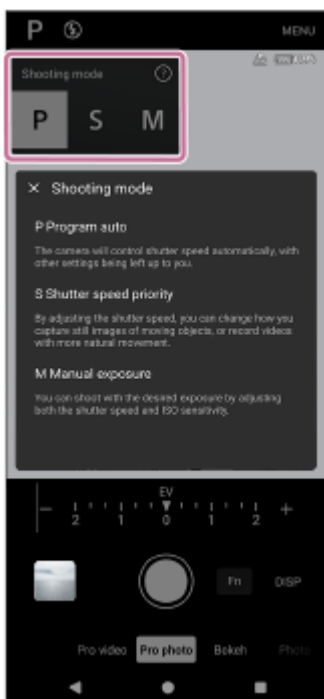 P
MENU
Shooting mode ?
P S M
× Shooting mode
P Program auto
The camera will control shutter speed automatically, with
other settings being left up to you.
S Shutter speed priority
By adjusting the shutter speed, you can change how you
capture still images of moving objects, or record videos
with more natural movement.
M Manual exposure
You can shoot with the desired exposure by adjusting
both the shutter speed and ISO sensitivity.
EV
− 2 1 0 1 2 +
Fn DISP
Pro video Pro photo Bokeh Photo